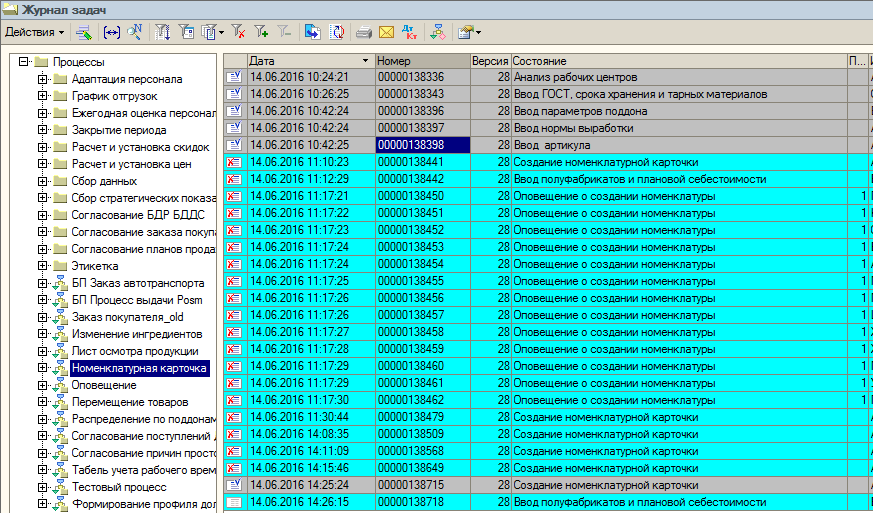 Журнал задач
Действия
Процессы
Адаптация персонала
График отгрузок
Ежегодная оценка персонал
Закрытие периода
Расчет и установка скидок
Расчет и установка цен
Сбор данных
Сбор стратегических показа
Согласование БДР БДДС
Согласование заказа покупа
Согласование планов прода
Этикетка
БП Заказ автотранспорта
БП Процесс выдачи Posm
Заказ покупателя_old
Изменение ингредиентов
Лист осмотра продукции
Номенклатурная карточка
Оповещение
Перемещение товаров
Распределение по поддонам
Согласование поступлений д
Согласование причин просто
Табель учета рабочего врем
Тестовый процесс
Формирование профиля дол
Дата Номер Версия Состояние П...
14.06.2016 10:24:21 00000138336 28 Анализ рабочих центров
14.06.2016 10:26:25 00000138343 28 Ввод ГОСТ, срока хранения и тарных материалов
14.06.2016 10:42:24 00000138396 28 Ввод параметров поддона
14.06.2016 10:42:24 00000138397 28 Ввод нормы выработки
14.06.2016 10:42:25 00000138398 28 Ввод артикула
14.06.2016 11:10:23 00000138441 28 Создание номенклатурной карточки
14.06.2016 11:12:29 00000138442 28 Ввод полуфабрикатов и плановой себестоимости
14.06.2016 11:17:21 00000138450 28 Оповещение о создании номенклатуры 1
14.06.2016 11:17:22 00000138451 28 Оповещение о создании номенклатуры 1
14.06.2016 11:17:23 00000138452 28 Оповещение о создании номенклатуры 1
14.06.2016 11:17:24 00000138453 28 Оповещение о создании номенклатуры 1
14.06.2016 11:17:24 00000138454 28 Оповещение о создании номенклатуры 1
14.06.2016 11:17:25 00000138455 28 Оповещение о создании номенклатуры 1
14.06.2016 11:17:26 00000138456 28 Оповещение о создании номенклатуры 1
14.06.2016 11:17:26 00000138457 28 Оповещение о создании номенклатуры 1
14.06.2016 11:17:27 00000138458 28 Оповещение о создании номенклатуры 1
14.06.2016 11:17:28 00000138459 28 Оповещение о создании номенклатуры 1
14.06.2016 11:17:29 00000138460 28 Оповещение о создании номенклатуры 1
14.06.2016 11:17:29 00000138461 28 Оповещение о создании номенклатуры 1
14.06.2016 11:17:30 00000138462 28 Оповещение о создании номенклатуры 1
14.06.2016 11:30:44 00000138479 28 Создание номенклатурной карточки
14.06.2016 14:08:35 00000138509 28 Создание номенклатурной карточки
14.06.2016 14:11:09 00000138568 28 Создание номенклатурной карточки
14.06.2016 14:15:46 00000138649 28 Создание номенклатурной карточки
14.06.2016 14:25:24 00000138715 28 Создание номенклатурной карточки
14.06.2016 14:26:15 00000138718 28 Ввод полуфабрикатов и плановой себестоимости